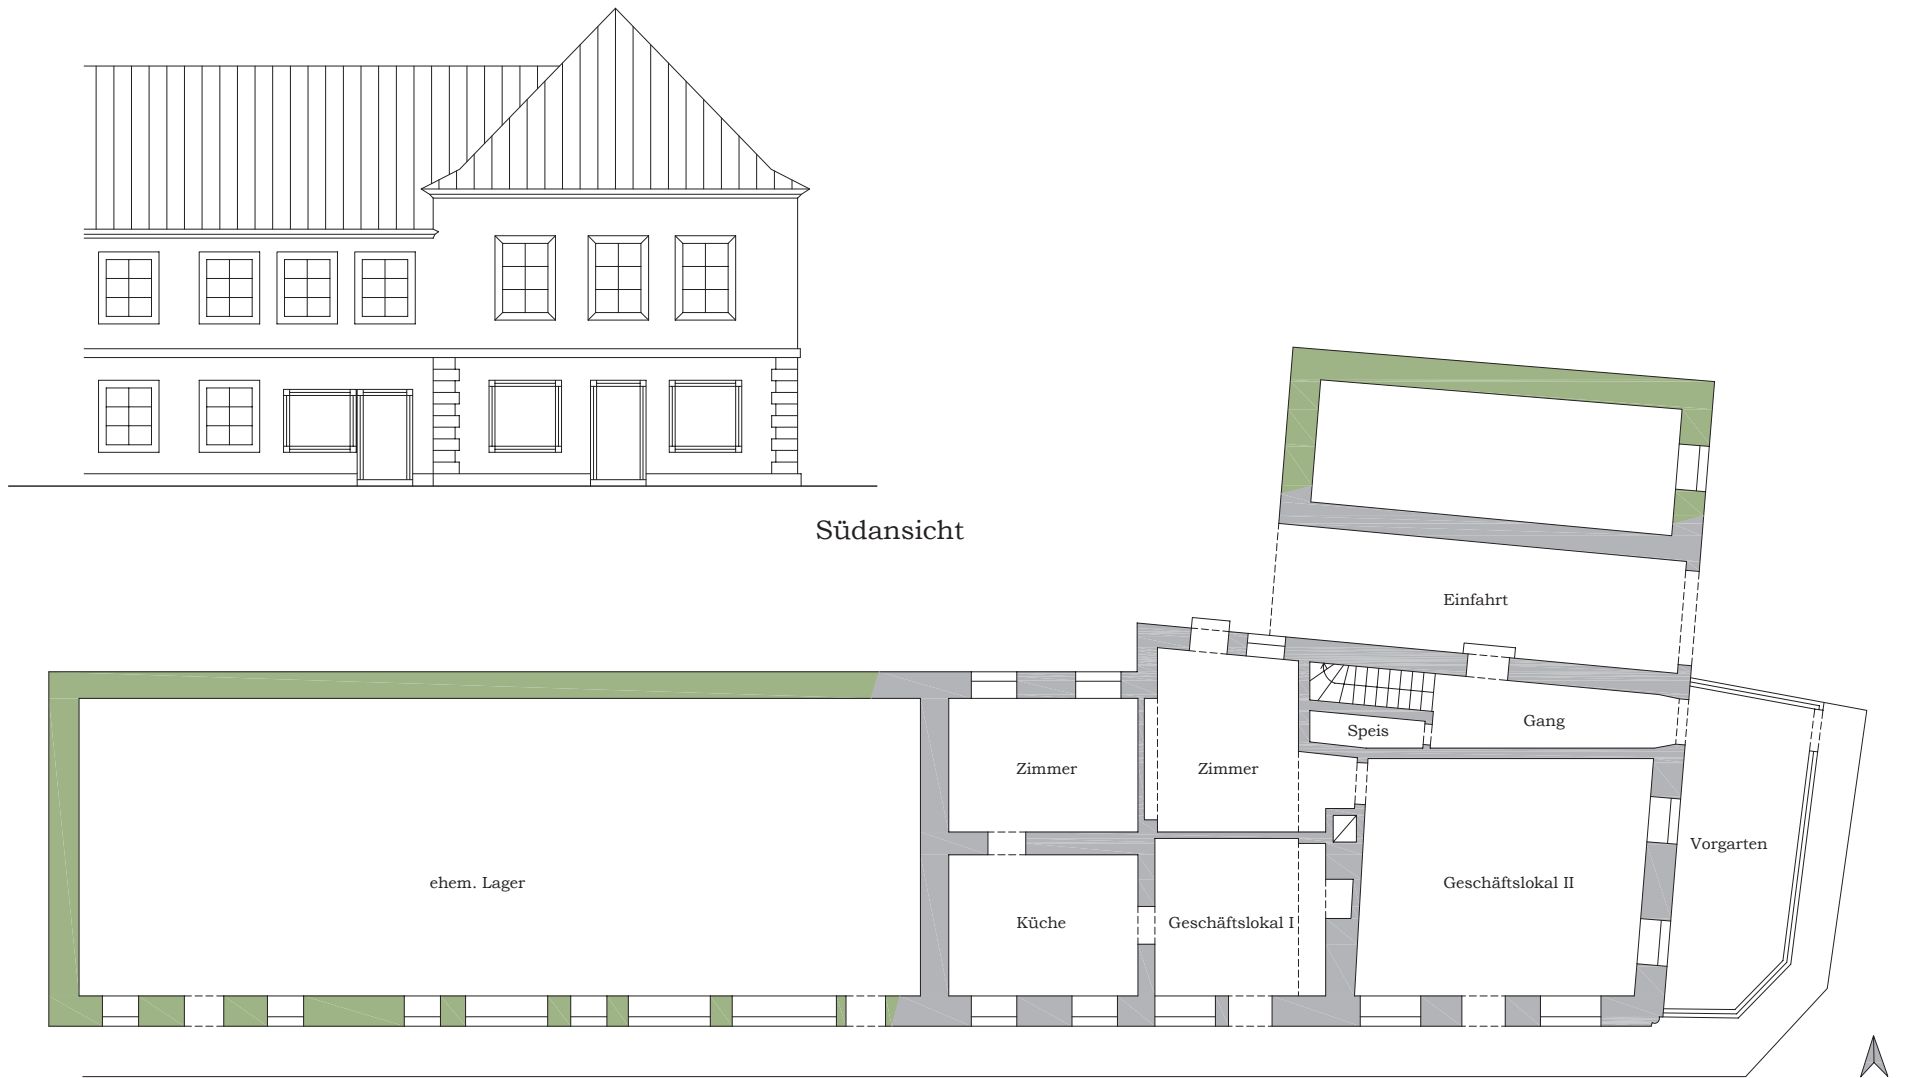 Südansicht
Einfahrt
Gang
Speis
Zimmer
Zimmer
Vorgarten
ehem. Lager
Geschäftslokal II
Küche
Geschäftslokal I